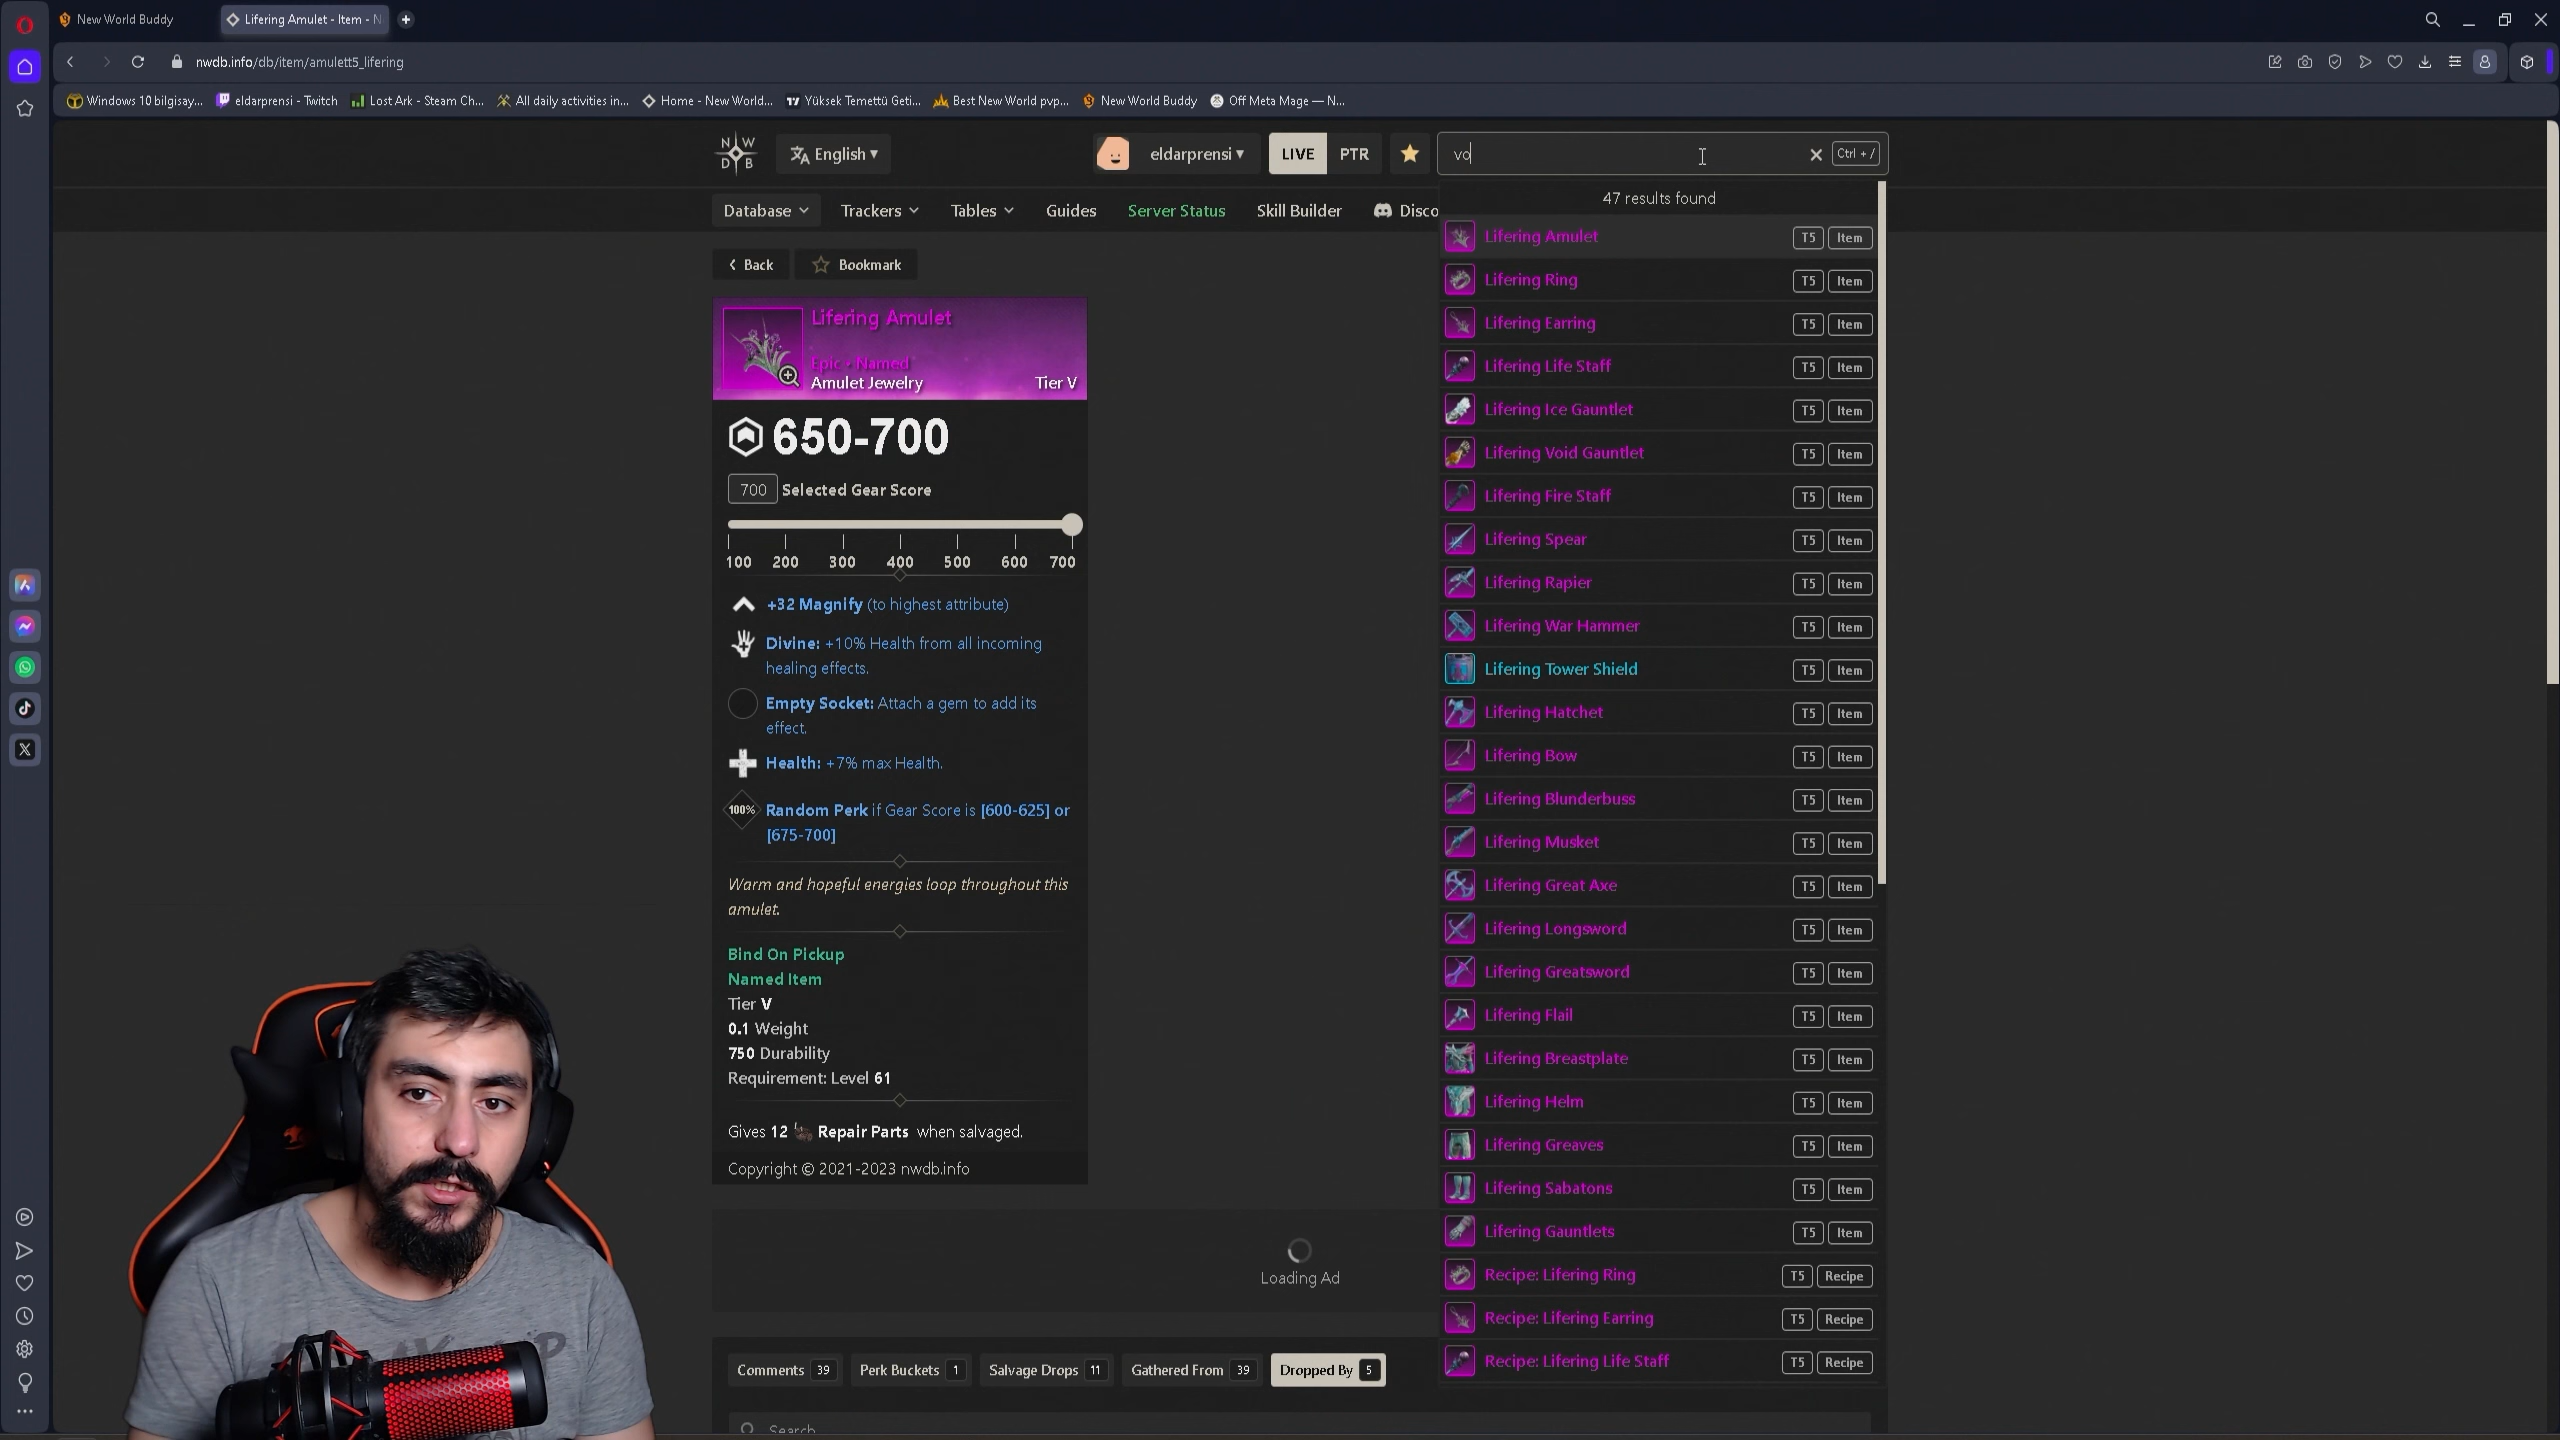 New World Buddy
Lifering Amulet - Item - N
nwdb.info/db/item/amulett5_lifering
Windows 10 bilgisay...
eldarprensi - Twitch
Lost Ark - Steam Ch...
All daily activities in...
Home - New World...
Yüksek Temettü Geti...
Best New World pvp...
New World Buddy
Off Meta Mage — N...
N W
D B
English
eldarprensi
LIVE
PTR
vo
Ctrl + /
Database
Trackers
Tables
Guides
Server Status
Skill Builder
Disco
47 results found
Back
Bookmark
Lifering Amulet
Epic • Named
Amulet Jewelry
Tier V
650-700
700 Selected Gear Score
100 200 300 400 500 600 700
+32 Magnify (to highest attribute)
Divine: +10% Health from all incoming
healing effects.
Empty Socket: Attach a gem to add its
effect.
Health: +7% max Health.
100%
Random Perk if Gear Score is [600-625] or
[675-700]
Warm and hopeful energies loop throughout this
amulet.
Bind On Pickup
Named Item
Tier V
0.1 Weight
750 Durability
Requirement: Level 61
Gives 12 Repair Parts when salvaged.
Copyright © 2021-2023 nwdb.info
Lifering Amulet T5 Item
Lifering Ring T5 Item
Lifering Earring T5 Item
Lifering Life Staff T5 Item
Lifering Ice Gauntlet T5 Item
Lifering Void Gauntlet T5 Item
Lifering Fire Staff T5 Item
Lifering Spear T5 Item
Lifering Rapier T5 Item
Lifering War Hammer T5 Item
Lifering Tower Shield T5 Item
Lifering Hatchet T5 Item
Lifering Bow T5 Item
Lifering Blunderbuss T5 Item
Lifering Musket T5 Item
Lifering Great Axe T5 Item
Lifering Longsword T5 Item
Lifering Greatsword T5 Item
Lifering Flail T5 Item
Lifering Breastplate T5 Item
Lifering Helm T5 Item
Lifering Greaves T5 Item
Lifering Sabatons T5 Item
Lifering Gauntlets T5 Item
Recipe: Lifering Ring T5 Recipe
Recipe: Lifering Earring T5 Recipe
Recipe: Lifering Life Staff T5 Recipe
Loading Ad
Comments 39
Perk Buckets 1
Salvage Drops 11
Gathered From 39
Dropped By 5
Search